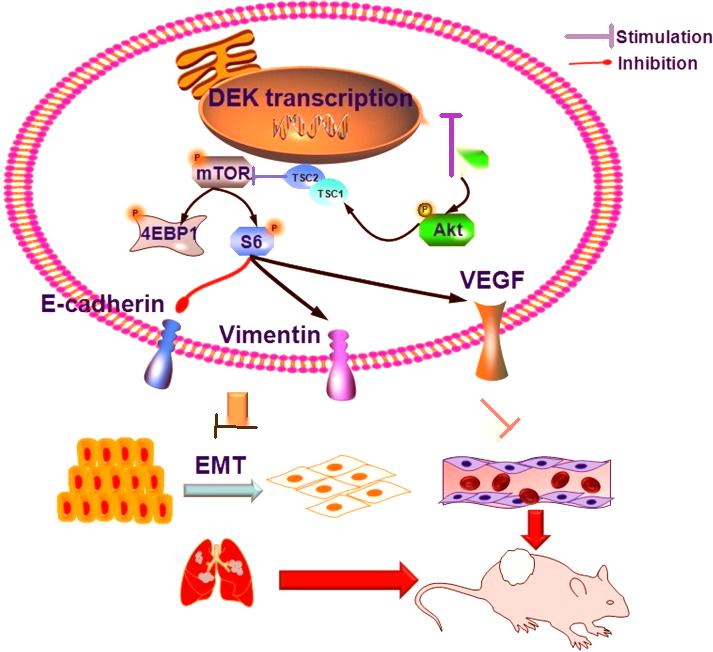 Stimulation
Inhibition
DEK transcription
P
mTOR
TSC2
TSC1
P
4EBP1
P
S6
P
Akt
E-cadherin
Vimentin
VEGF
EMT